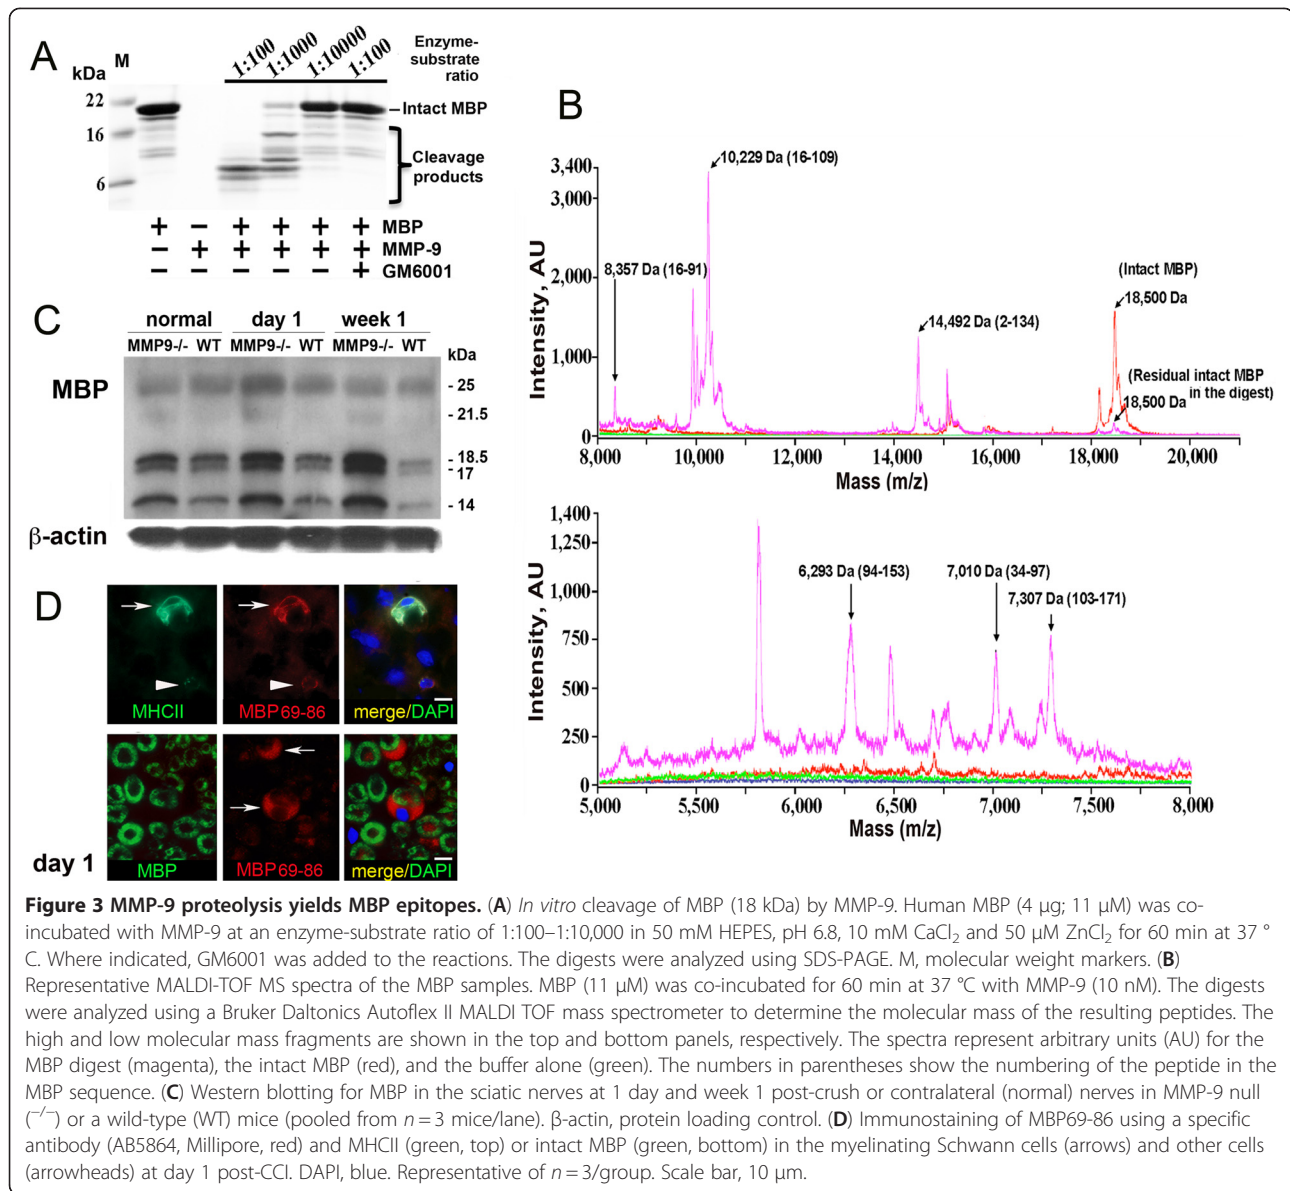 A
M
1:100
1:1000
1:10000
1:100
Enzyme-
substrate
ratio
kDa
22
16
6
Intact MBP
Cleavage
products
+ − + + + + MBP
− + + + + + MMP-9
− − − − − + GM6001
B
3,400
3,000
2,000
1,000
0
Intensity, AU
8,357 Da (16-91)
10,229 Da (16-109)
14,492 Da (2-134)
(Intact MBP)
18,500 Da
(Residual intact MBP
in the digest)
18,500 Da
8,000 10,000 12,000 14,000 16,000 18,000 20,000
Mass (m/z)
1,400
1,250
1,000
750
500
250
0
Intensity, AU
6,293 Da (94-153)
7,010 Da (34-97)
7,307 Da (103-171)
5,000 5,500 6,000 6,500 7,000 7,500 8,000
Mass (m/z)
C
normal day 1 week 1
MMP9-/- WT MMP9-/- WT MMP9-/- WT
kDa
MBP
- 25
- 21.5
- 18.5
- 17
- 14
β-actin
D
MHCII
MBP69-86
merge/DAPI
MBP
MBP69-86
merge/DAPI
day 1
Figure 3 MMP-9 proteolysis yields MBP epitopes. (A) In vitro cleavage of MBP (18 kDa) by MMP-9. Human MBP (4 μg; 11 μM) was co-
incubated with MMP-9 at an enzyme-substrate ratio of 1:100–1:10,000 in 50 mM HEPES, pH 6.8, 10 mM CaCl₂ and 50 μM ZnCl₂ for 60 min at 37 °
C. Where indicated, GM6001 was added to the reactions. The digests were analyzed using SDS-PAGE. M, molecular weight markers. (B)
Representative MALDI-TOF MS spectra of the MBP samples. MBP (11 μM) was co-incubated for 60 min at 37 °C with MMP-9 (10 nM). The digests
were analyzed using a Bruker Daltonics Autoflex II MALDI TOF mass spectrometer to determine the molecular mass of the resulting peptides. The
high and low molecular mass fragments are shown in the top and bottom panels, respectively. The spectra represent arbitrary units (AU) for the
MBP digest (magenta), the intact MBP (red), and the buffer alone (green). The numbers in parentheses show the numbering of the peptide in the
MBP sequence. (C) Western blotting for MBP in the sciatic nerves at 1 day and week 1 post-crush or contralateral (normal) nerves in MMP-9 null
(⁻/⁻) or a wild-type (WT) mice (pooled from n = 3 mice/lane). β-actin, protein loading control. (D) Immunostaining of MBP69-86 using a specific
antibody (AB5864, Millipore, red) and MHCII (green, top) or intact MBP (green, bottom) in the myelinating Schwann cells (arrows) and other cells
(arrowheads) at day 1 post-CCI. DAPI, blue. Representative of n = 3/group. Scale bar, 10 μm.